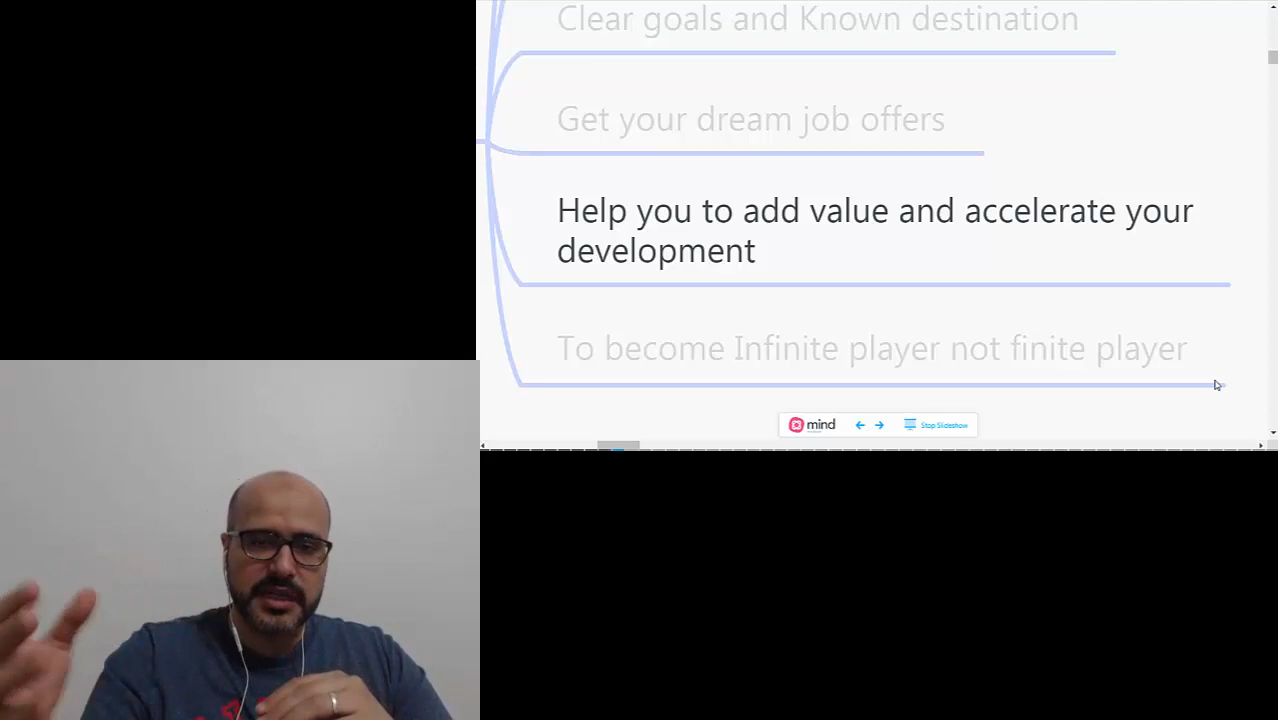 Clear goals and Known destination
Get your dream job offers
Help you to add value and accelerate your
development
To become Infinite player not finite player
mind
Stop Slideshow